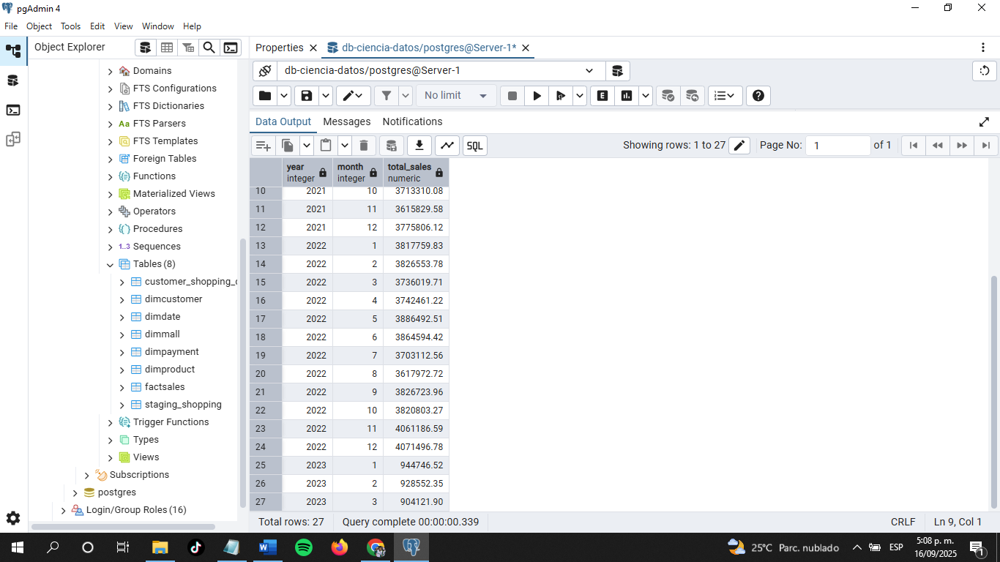 pgAdmin 4
File Object Tools Edit View Window Help
Object Explorer
Properties
db-ciencia-datos/postgres@Server-1*
db-ciencia-datos/postgres@Server-1
No limit
E
Data Output Messages Notifications
SQL
Showing rows: 1 to 27
Page No: 1 of 1
Domains
FTS Configurations
FTS Dictionaries
Aa FTS Parsers
FTS Templates
Foreign Tables
Functions
Materialized Views
Operators
Procedures
1..3 Sequences
Tables (8)
customer_shopping_
dimcustomer
dimdate
dimmall
dimpayment
dimproduct
factsales
staging_shopping
Trigger Functions
Types
Views
Subscriptions
postgres
Login/Group Roles (16)
year month total_sales
integer integer numeric
10 2021 10 3713310.08
11 2021 11 3615829.58
12 2021 12 3775806.12
13 2022 1 3817759.83
14 2022 2 3826553.78
15 2022 3 3736019.71
16 2022 4 3742461.22
17 2022 5 3886492.51
18 2022 6 3864594.42
19 2022 7 3703112.56
20 2022 8 3617972.72
21 2022 9 3826723.96
22 2022 10 3820803.27
23 2022 11 4061186.59
24 2022 12 4071496.78
25 2023 1 944746.52
26 2023 2 928552.35
27 2023 3 904121.90
Total rows: 27 Query complete 00:00:00.339 CRLF Ln 9, Col 1
25°C Parc. nublado ESP
5:08 p. m.
16/09/2025
1